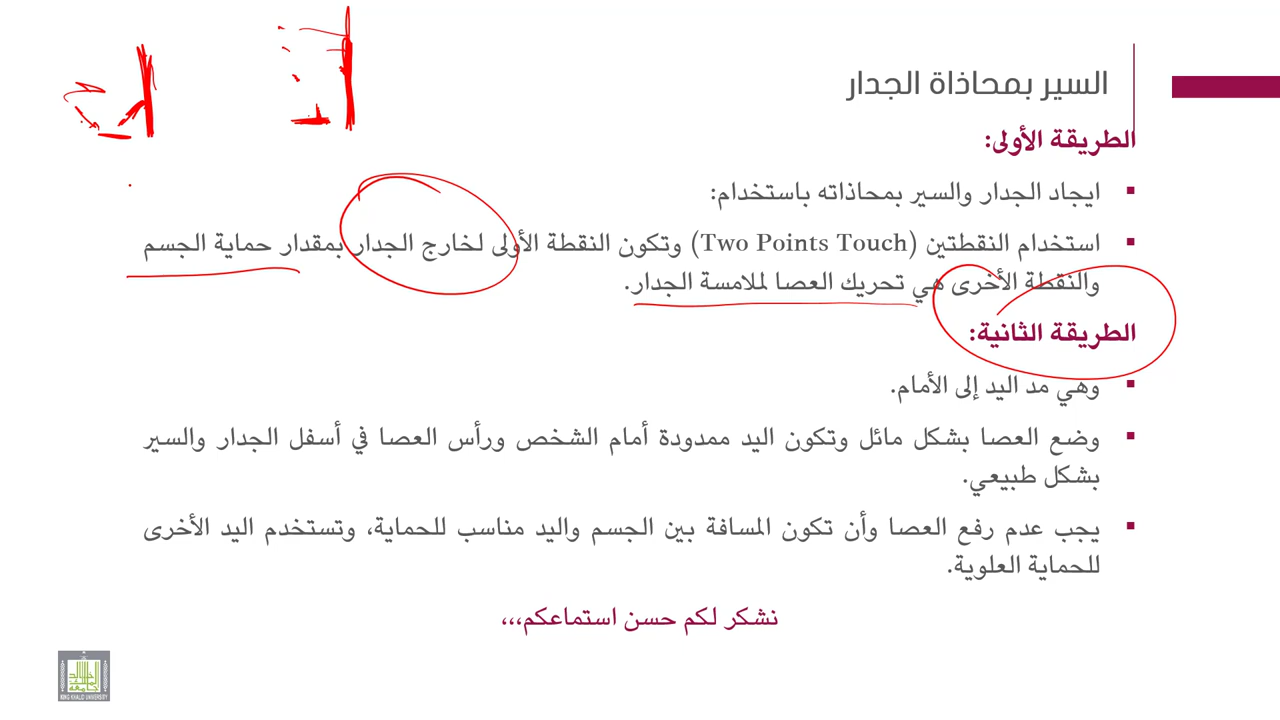 السير بمحاذاة الجدار
الطريقة الأولى:
ايجاد الجدار والسير بمحاذاته باستخدام:
استخدام النقطتين (Two Points Touch) وتكون النقطة الأولى لخارج الجدار بمقدار حماية الجسم
والنقطة الأخرى هي تحريك العصا لملامسة الجدار.
الطريقة الثانية:
وهي مد اليد إلى الأمام.
وضع العصا بشكل مائل وتكون اليد ممدودة أمام الشخص ورأس العصا في أسفل الجدار والسير
بشكل طبيعي.
يجب عدم رفع العصا وأن تكون المسافة بين الجسم واليد مناسب للحماية، وتستخدم اليد الأخرى
للحماية العلوية.
نشكر لكم حسن استماعكم،،،
KING KHALID UNIVERSITY